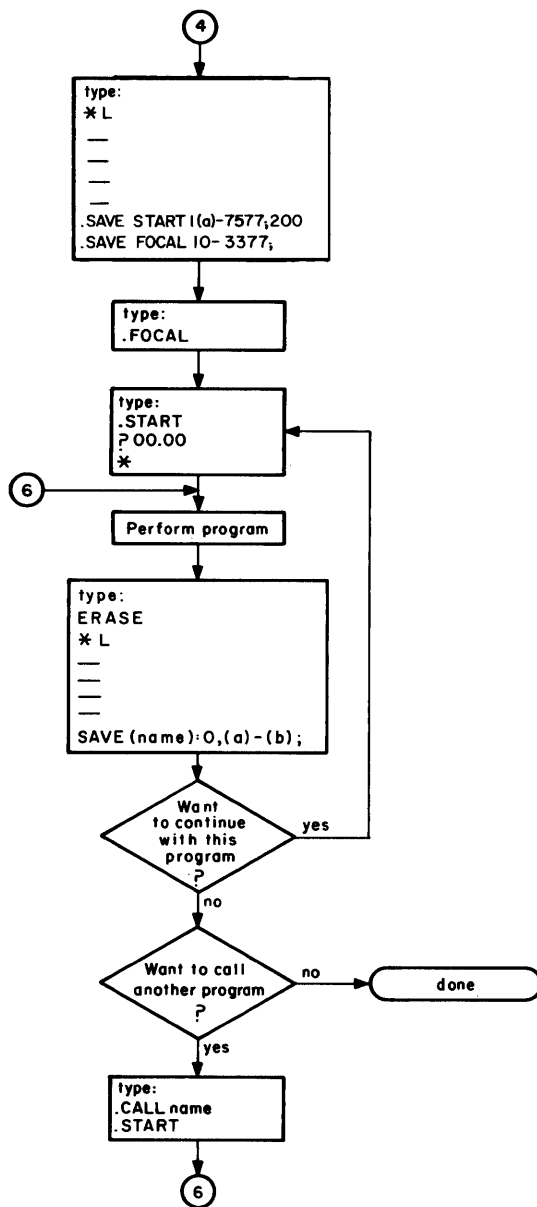 4
type:
* L
—
—
—
—
.SAVE START 1(a)-7577;200
.SAVE FOCAL 10-3377;
type:
.FOCAL
type:
.START
?00.00
*
6
Perform program
type:
ERASE
* L
—
—
—
—
SAVE (name):0,(a)-(b);
Want
to continue
with this
program
?
yes
no
Want to call
another program
?
no
done
yes
type:
.CALL name
.START
6